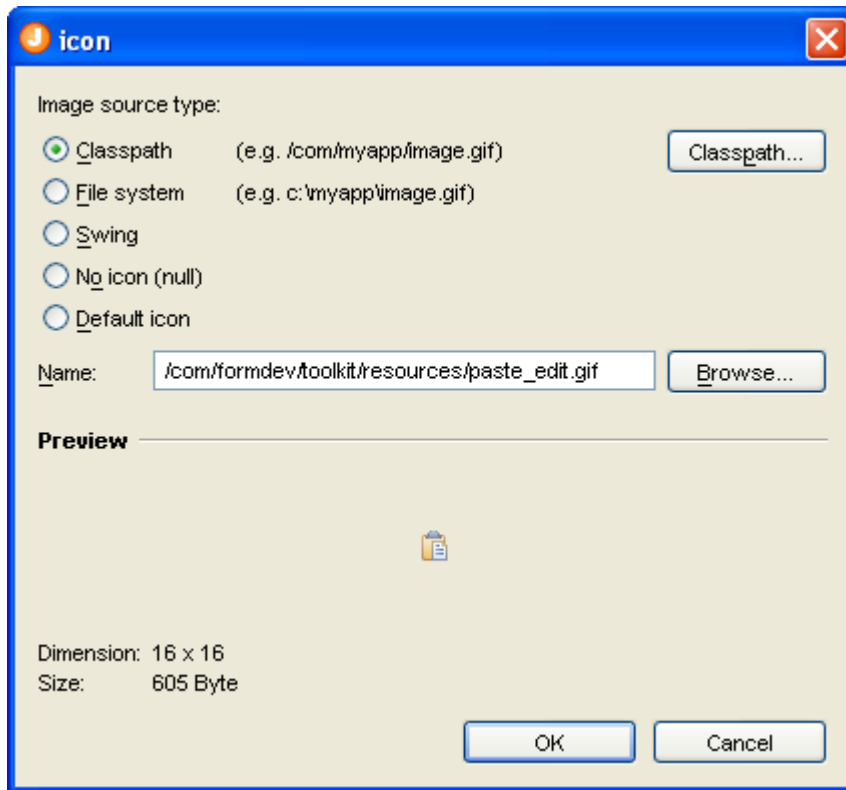 icon
Image source type:
Classpath (e.g. /com/myapp/image.gif) Classpath...
File system (e.g. c:\myapp\image.gif)
Swing
No icon (null)
Default icon
Name: /com/formdev/toolkit/resources/paste_edit.gif Browse...
Preview
Dimension: 16 x 16
Size: 605 Byte
OK Cancel